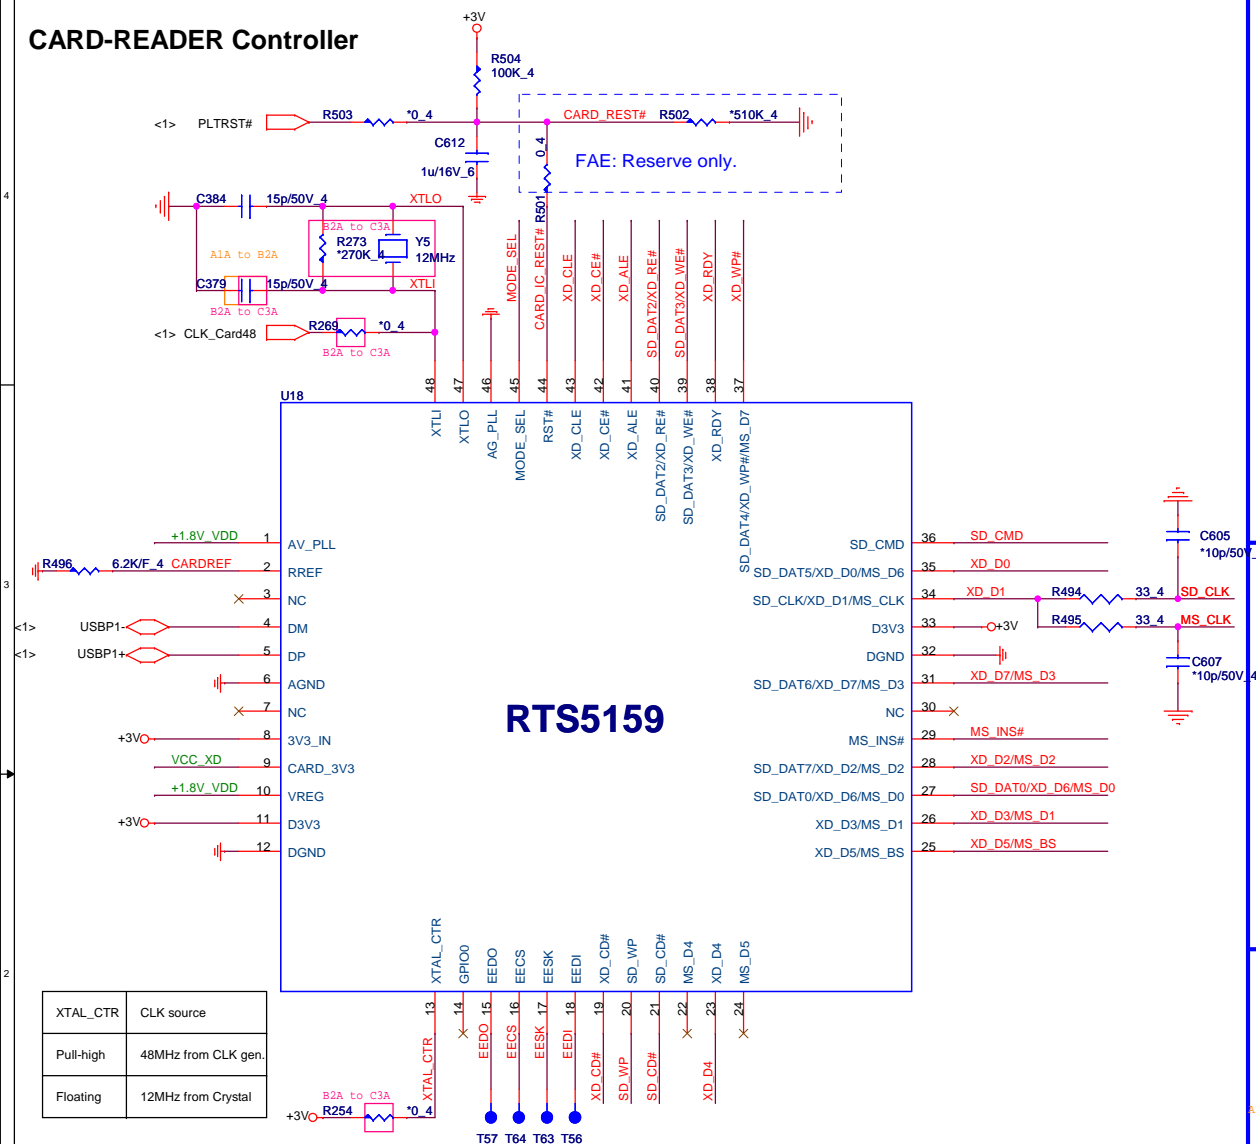 CARD-READER Controller
+3V
R504
100K_4
<1>
PLTRST#
R503
*0_4
CARD_REST#
R502
*510K_4
C612
1u/16V_6
0_4
R501
FAE: Reserve only.
4
C384
15p/50V_4
XTLO
B2A to C3A
R273
*270K_4
Y5
12MHz
A1A to B2A
C379
15p/50V_4
XTLI
B2A to C3A
<1>
CLK_Card48
R269
*0_4
B2A to C3A
MODE_SEL
CARD_IC_REST#
XD_CLE
XD_CE#
XD_ALE
SD_DAT2/XD_RE#
SD_DAT3/XD_WE#
XD_RDY
XD_WP#
48
47
46
45
44
43
42
41
40
39
38
37
U18
XTLI
XTLO
AG_PLL
MODE_SEL
RST#
XD_CLE
XD_CE#
XD_ALE
SD_DAT2/XD_RE#
SD_DAT3/XD_WE#
XD_RDY
SD_DAT4/XD_WP#/MS_D7
+1.8V_VDD
1
AV_PLL
R496
6.2K/F_4
CARDREF
2
RREF
3
3
NC
<1>
USBP1-
4
DM
<1>
USBP1+
5
DP
6
AGND
7
NC
+3V
8
3V3_IN
VCC_XD
9
CARD_3V3
+1.8V_VDD
10
VREG
+3V
11
D3V3
12
DGND
RTS5159
SD_CMD
36
SD_CMD
SD_DAT5/XD_D0/MS_D6
35
XD_D0
SD_CLK/XD_D1/MS_CLK
34
XD_D1
R494
33_4
SD_CLK
C605
*10p/50V_
D3V3
33
+3V
R495
33_4
MS_CLK
DGND
32
C607
*10p/50V_4
SD_DAT6/XD_D7/MS_D3
31
XD_D7/MS_D3
NC
30
MS_INS#
29
MS_INS#
SD_DAT7/XD_D2/MS_D2
28
XD_D2/MS_D2
SD_DAT0/XD_D6/MS_D0
27
SD_DAT0/XD_D6/MS_D0
XD_D3/MS_D1
26
XD_D3/MS_D1
XD_D5/MS_BS
25
XD_D5/MS_BS
2
XTAL_CTR
GPIO0
EEDO
EECS
EESK
EEDI
XD_CD#
SD_WP
SD_CD#
MS_D4
XD_D4
MS_D5
13
14
15
16
17
18
19
20
21
22
23
24
XTAL_CTR
EEDO
EECS
EESK
EEDI
XD_CD#
SD_WP
SD_CD#
XD_D4
XTAL_CTR
CLK source
Pull-high
48MHz from CLK gen.
Floating
12MHz from Crystal
B2A to C3A
+3V
R254
*0_4
T57
T64
T63
T56
A